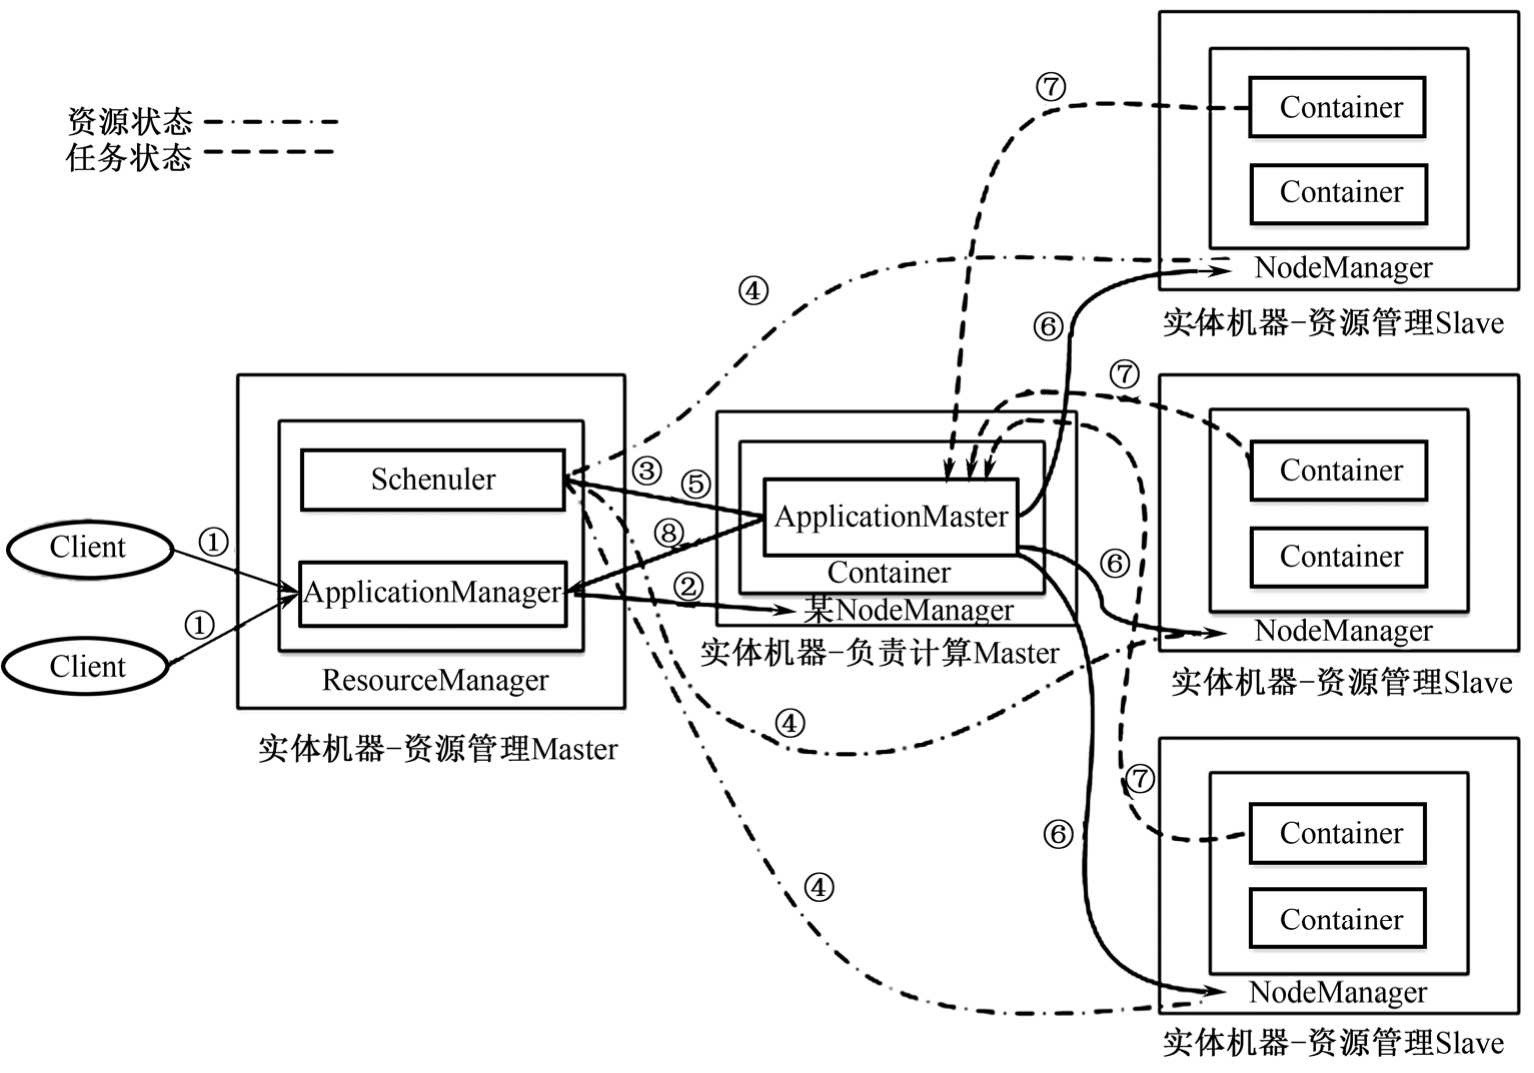 资源状态
任务状态
Client
①
Client
①
Schenuler
ApplicationManager
ResourceManager
实体机器-资源管理Master
③
⑤
⑧
②
④
④
④
ApplicationMaster
Container
某NodeManager
实体机器-负责计算Master
⑦
⑥
⑦
⑥
⑦
⑥
Container
Container
NodeManager
实体机器-资源管理Slave
Container
Container
NodeManager
实体机器-资源管理Slave
Container
Container
NodeManager
实体机器-资源管理Slave